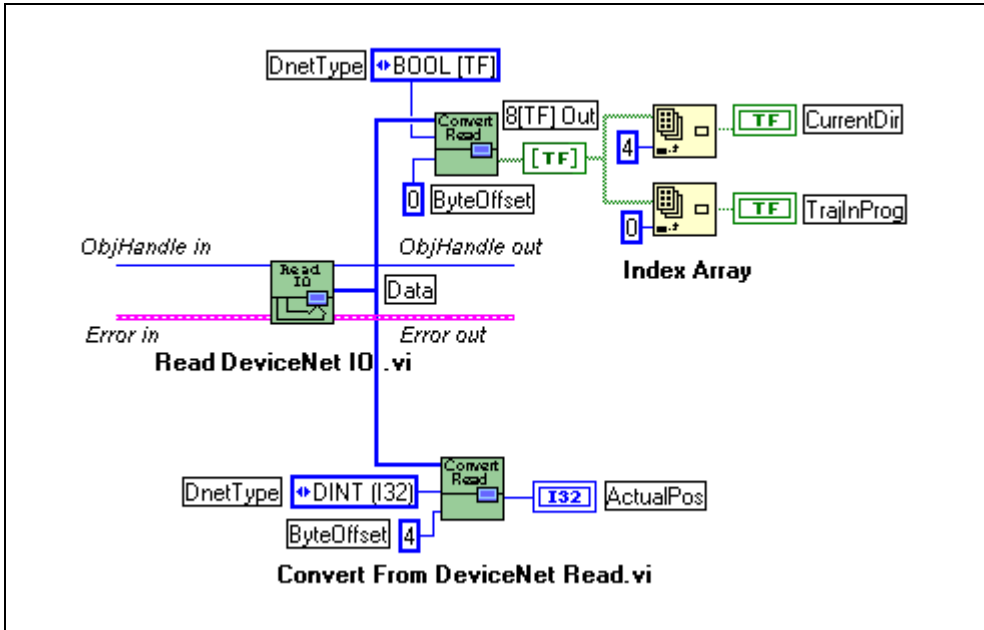 DnetType BOOL [TF]
Convert
Read
8[TF] Out
[TF]
4
TF CurrentDir
0 ByteOffset
0
TF TrajInProg
Index Array
ObjHandle in
ObjHandle out
Read
IO
Data
Error in
Error out
Read DeviceNet IO .vi
Convert
Read
DnetType DINT (I32)
I32 ActualPos
ByteOffset 4
Convert From DeviceNet Read.vi